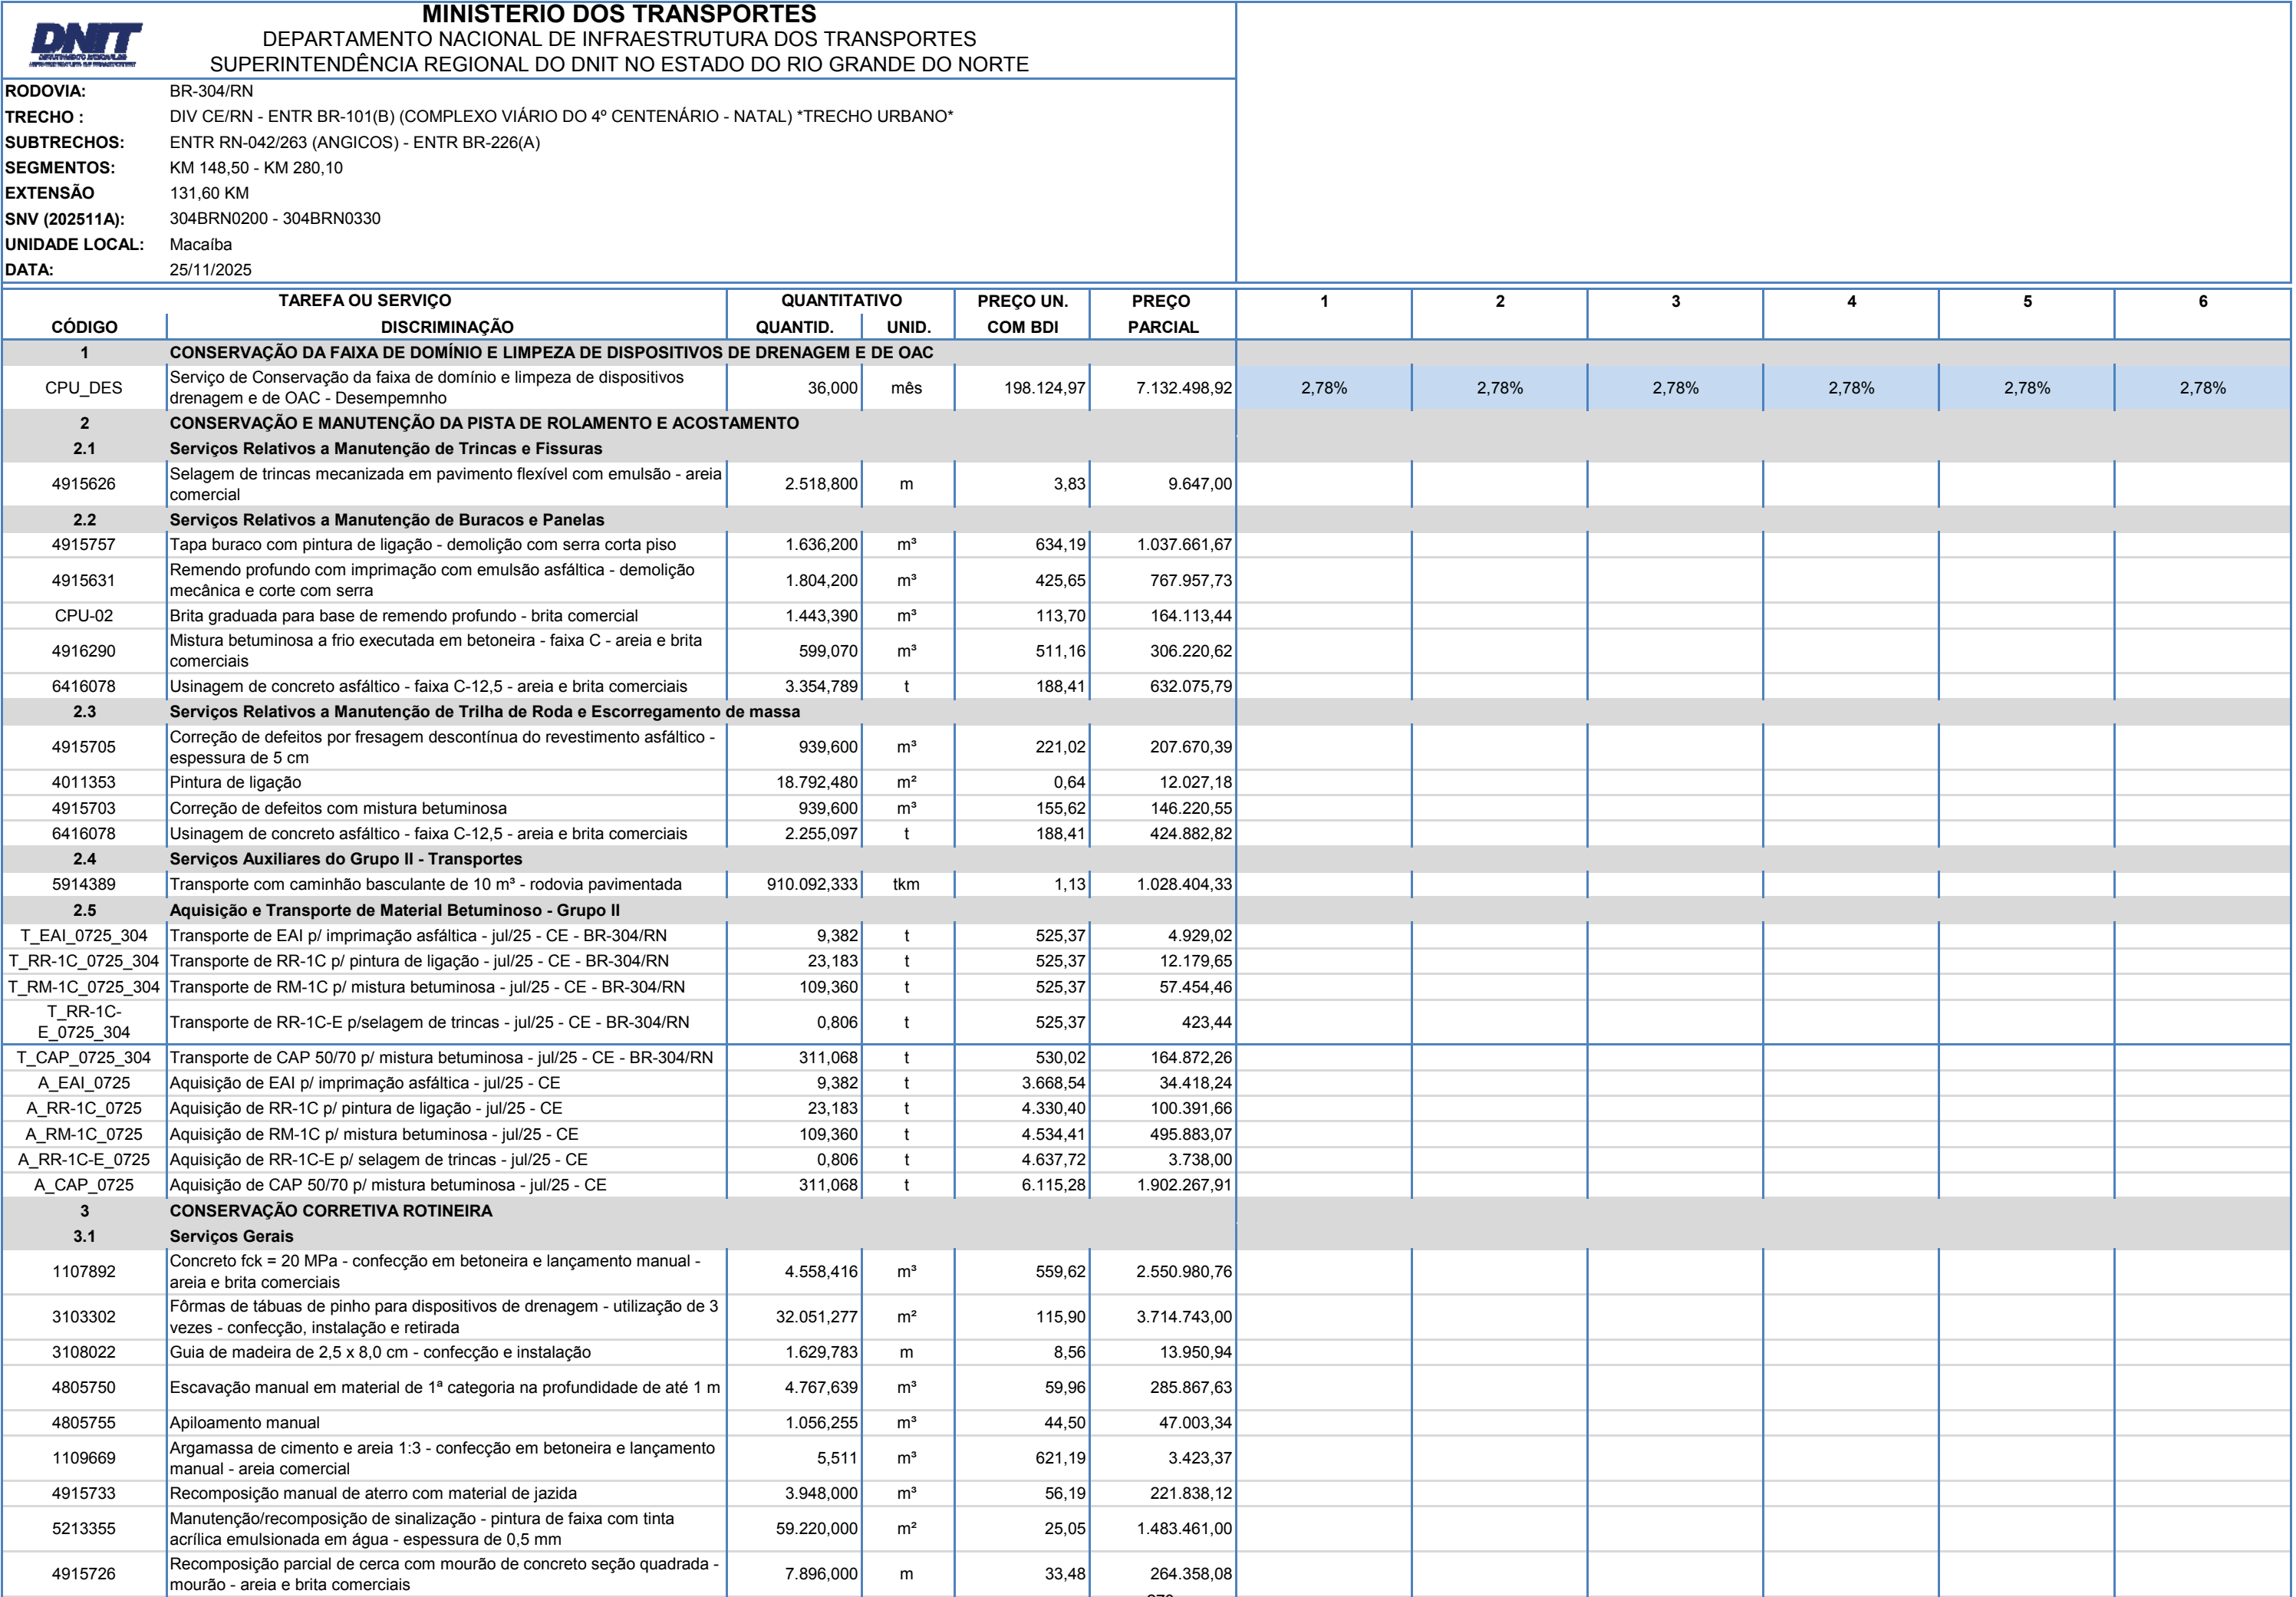 MINISTERIO DOS TRANSPORTES
DNIT
DEPARTAMENTO NACIONAL DE INFRAESTRUTURA DOS TRANSPORTES
SUPERINTENDÊNCIA REGIONAL DO DNIT NO ESTADO DO RIO GRANDE DO NORTE
RODOVIA: BR-304/RN
TRECHO : DIV CE/RN - ENTR BR-101(B) (COMPLEXO VIÁRIO DO 4º CENTENÁRIO - NATAL) *TRECHO URBANO*
SUBTRECHOS: ENTR RN-042/263 (ANGICOS) - ENTR BR-226(A)
SEGMENTOS: KM 148,50 - KM 280,10
EXTENSÃO 131,60 KM
SNV (202511A): 304BRN0200 - 304BRN0330
UNIDADE LOCAL: Macaíba
DATA: 25/11/2025
TAREFA OU SERVIÇO QUANTITATIVO PREÇO UN. PREÇO 1 2 3 4 5 6
CÓDIGO DISCRIMINAÇÃO QUANTID. UNID. COM BDI PARCIAL
1 CONSERVAÇÃO DA FAIXA DE DOMÍNIO E LIMPEZA DE DISPOSITIVOS DE DRENAGEM E DE OAC
CPU_DES Serviço de Conservação da faixa de domínio e limpeza de dispositivos
drenagem e de OAC - Desempemnho 36,000 mês 198.124,97 7.132.498,92 2,78% 2,78% 2,78% 2,78% 2,78% 2,78%
2 CONSERVAÇÃO E MANUTENÇÃO DA PISTA DE ROLAMENTO E ACOSTAMENTO
2.1 Serviços Relativos a Manutenção de Trincas e Fissuras
4915626 Selagem de trincas mecanizada em pavimento flexível com emulsão - areia
comercial 2.518,800 m 3,83 9.647,00
2.2 Serviços Relativos a Manutenção de Buracos e Panelas
4915757 Tapa buraco com pintura de ligação - demolição com serra corta piso 1.636,200 m³ 634,19 1.037.661,67
4915631 Remendo profundo com imprimação com emulsão asfáltica - demolição
mecânica e corte com serra 1.804,200 m³ 425,65 767.957,73
CPU-02 Brita graduada para base de remendo profundo - brita comercial 1.443,390 m³ 113,70 164.113,44
4916290 Mistura betuminosa a frio executada em betoneira - faixa C - areia e brita
comerciais 599,070 m³ 511,16 306.220,62
6416078 Usinagem de concreto asfáltico - faixa C-12,5 - areia e brita comerciais 3.354,789 t 188,41 632.075,79
2.3 Serviços Relativos a Manutenção de Trilha de Roda e Escorregamento de massa
4915705 Correção de defeitos por fresagem descontínua do revestimento asfáltico -
espessura de 5 cm 939,600 m³ 221,02 207.670,39
4011353 Pintura de ligação 18.792,480 m² 0,64 12.027,18
4915703 Correção de defeitos com mistura betuminosa 939,600 m³ 155,62 146.220,55
6416078 Usinagem de concreto asfáltico - faixa C-12,5 - areia e brita comerciais 2.255,097 t 188,41 424.882,82
2.4 Serviços Auxiliares do Grupo II - Transportes
5914389 Transporte com caminhão basculante de 10 m³ - rodovia pavimentada 910.092,333 tkm 1,13 1.028.404,33
2.5 Aquisição e Transporte de Material Betuminoso - Grupo II
T_EAI_0725_304 Transporte de EAI p/ imprimação asfáltica - jul/25 - CE - BR-304/RN 9,382 t 525,37 4.929,02
T_RR-1C_0725_304 Transporte de RR-1C p/ pintura de ligação - jul/25 - CE - BR-304/RN 23,183 t 525,37 12.179,65
T_RM-1C_0725_304 Transporte de RM-1C p/ mistura betuminosa - jul/25 - CE - BR-304/RN 109,360 t 525,37 57.454,46
T_RR-1C-
E_0725_304 Transporte de RR-1C-E p/selagem de trincas - jul/25 - CE - BR-304/RN 0,806 t 525,37 423,44
T_CAP_0725_304 Transporte de CAP 50/70 p/ mistura betuminosa - jul/25 - CE - BR-304/RN 311,068 t 530,02 164.872,26
A_EAI_0725 Aquisição de EAI p/ imprimação asfáltica - jul/25 - CE 9,382 t 3.668,54 34.418,24
A_RR-1C_0725 Aquisição de RR-1C p/ pintura de ligação - jul/25 - CE 23,183 t 4.330,40 100.391,66
A_RM-1C_0725 Aquisição de RM-1C p/ mistura betuminosa - jul/25 - CE 109,360 t 4.534,41 495.883,07
A_RR-1C-E_0725 Aquisição de RR-1C-E p/ selagem de trincas - jul/25 - CE 0,806 t 4.637,72 3.738,00
A_CAP_0725 Aquisição de CAP 50/70 p/ mistura betuminosa - jul/25 - CE 311,068 t 6.115,28 1.902.267,91
3 CONSERVAÇÃO CORRETIVA ROTINEIRA
3.1 Serviços Gerais
1107892 Concreto fck = 20 MPa - confecção em betoneira e lançamento manual -
areia e brita comerciais 4.558,416 m³ 559,62 2.550.980,76
3103302 Fôrmas de tábuas de pinho para dispositivos de drenagem - utilização de 3
vezes - confecção, instalação e retirada 32.051,277 m² 115,90 3.714.743,00
3108022 Guia de madeira de 2,5 x 8,0 cm - confecção e instalação 1.629,783 m 8,56 13.950,94
4805750 Escavação manual em material de 1ª categoria na profundidade de até 1 m 4.767,639 m³ 59,96 285.867,63
4805755 Apiloamento manual 1.056,255 m³ 44,50 47.003,34
1109669 Argamassa de cimento e areia 1:3 - confecção em betoneira e lançamento
manual - areia comercial 5,511 m³ 621,19 3.423,37
4915733 Recomposição manual de aterro com material de jazida 3.948,000 m³ 56,19 221.838,12
5213355 Manutenção/recomposição de sinalização - pintura de faixa com tinta
acrílica emulsionada em água - espessura de 0,5 mm 59.220,000 m² 25,05 1.483.461,00
4915726 Recomposição parcial de cerca com mourão de concreto seção quadrada -
mourão - areia e brita comerciais 7.896,000 m 33,48 264.358,08